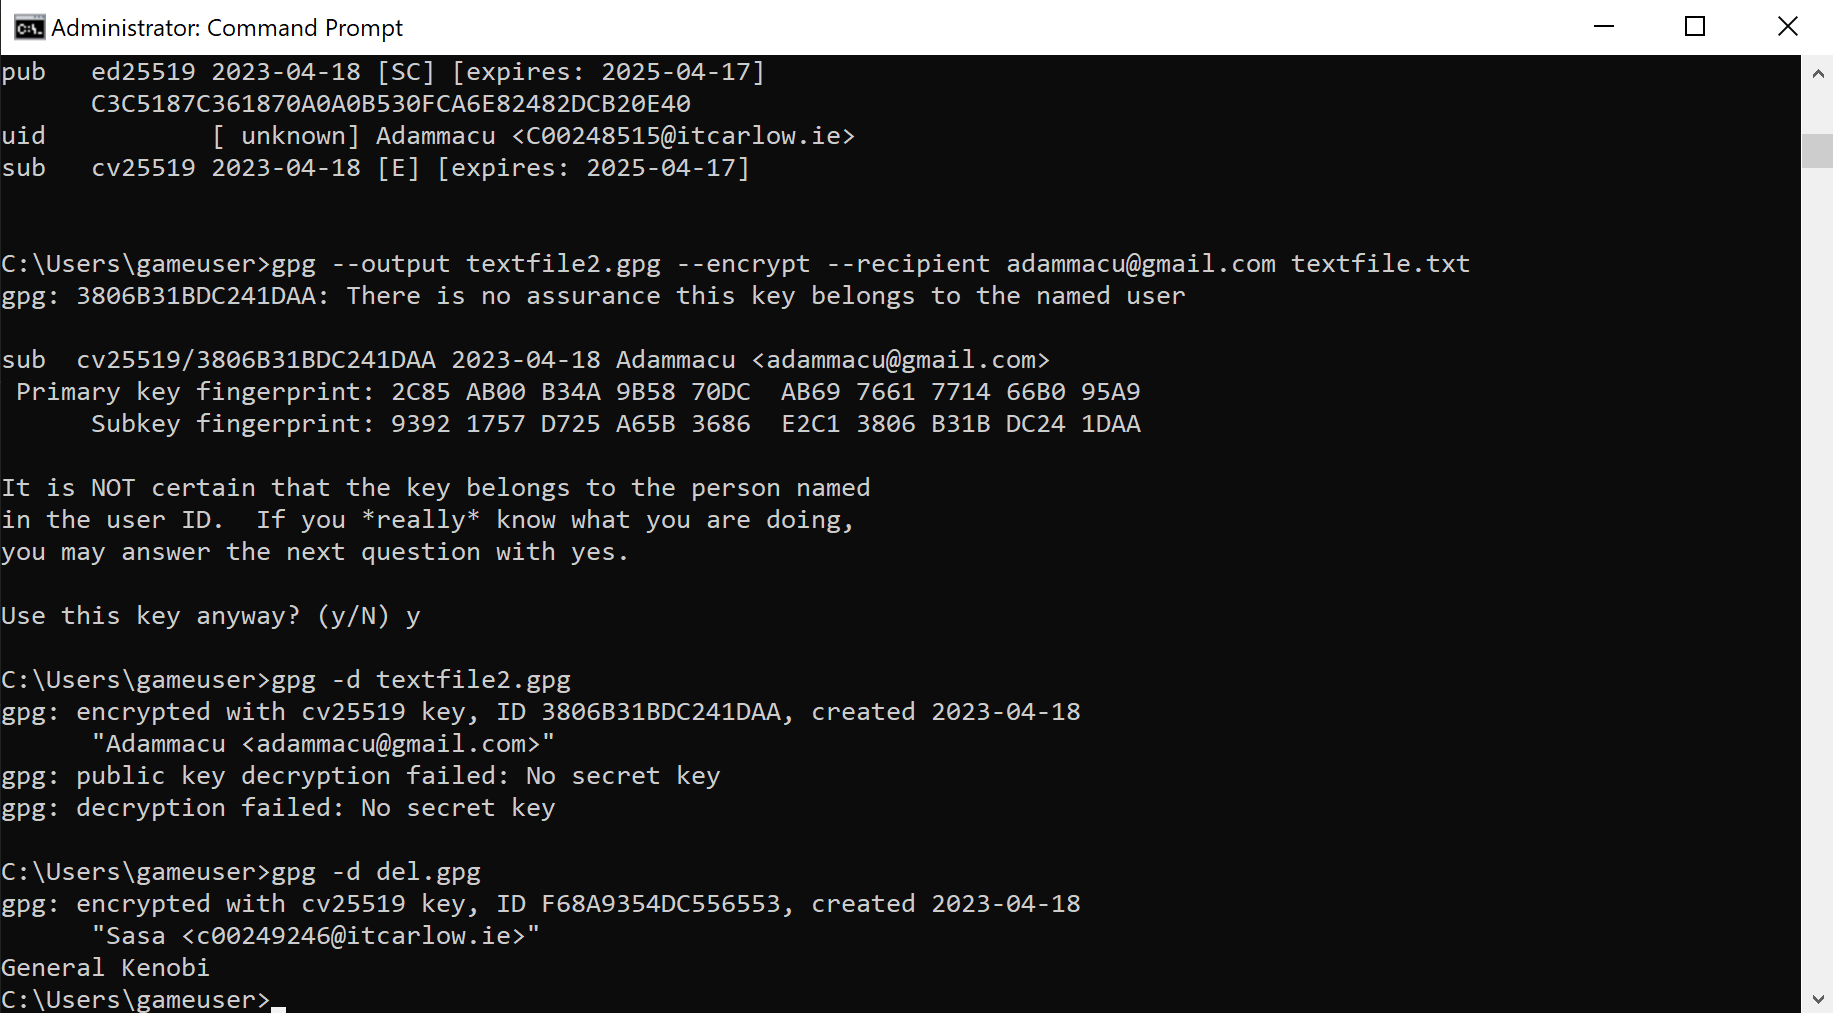 Administrator: Command Prompt
pub   ed25519 2023-04-18 [SC] [expires: 2025-04-17]
      C3C5187C361870A0A0B530FCA6E82482DCB20E40
uid           [ unknown] Adammacu <C00248515@itcarlow.ie>
sub   cv25519 2023-04-18 [E] [expires: 2025-04-17]
C:\Users\gameuser>gpg --output textfile2.gpg --encrypt --recipient adammacu@gmail.com textfile.txt
gpg: 3806B31BDC241DAA: There is no assurance this key belongs to the named user
sub  cv25519/3806B31BDC241DAA 2023-04-18 Adammacu <adammacu@gmail.com>
 Primary key fingerprint: 2C85 AB00 B34A 9B58 70DC  AB69 7661 7714 66B0 95A9
      Subkey fingerprint: 9392 1757 D725 A65B 3686  E2C1 3806 B31B DC24 1DAA
It is NOT certain that the key belongs to the person named
in the user ID.  If you *really* know what you are doing,
you may answer the next question with yes.
Use this key anyway? (y/N) y
C:\Users\gameuser>gpg -d textfile2.gpg
gpg: encrypted with cv25519 key, ID 3806B31BDC241DAA, created 2023-04-18
      "Adammacu <adammacu@gmail.com>"
gpg: public key decryption failed: No secret key
gpg: decryption failed: No secret key
C:\Users\gameuser>gpg -d del.gpg
gpg: encrypted with cv25519 key, ID F68A9354DC556553, created 2023-04-18
      "Sasa <c00249246@itcarlow.ie>"
General Kenobi
C:\Users\gameuser>